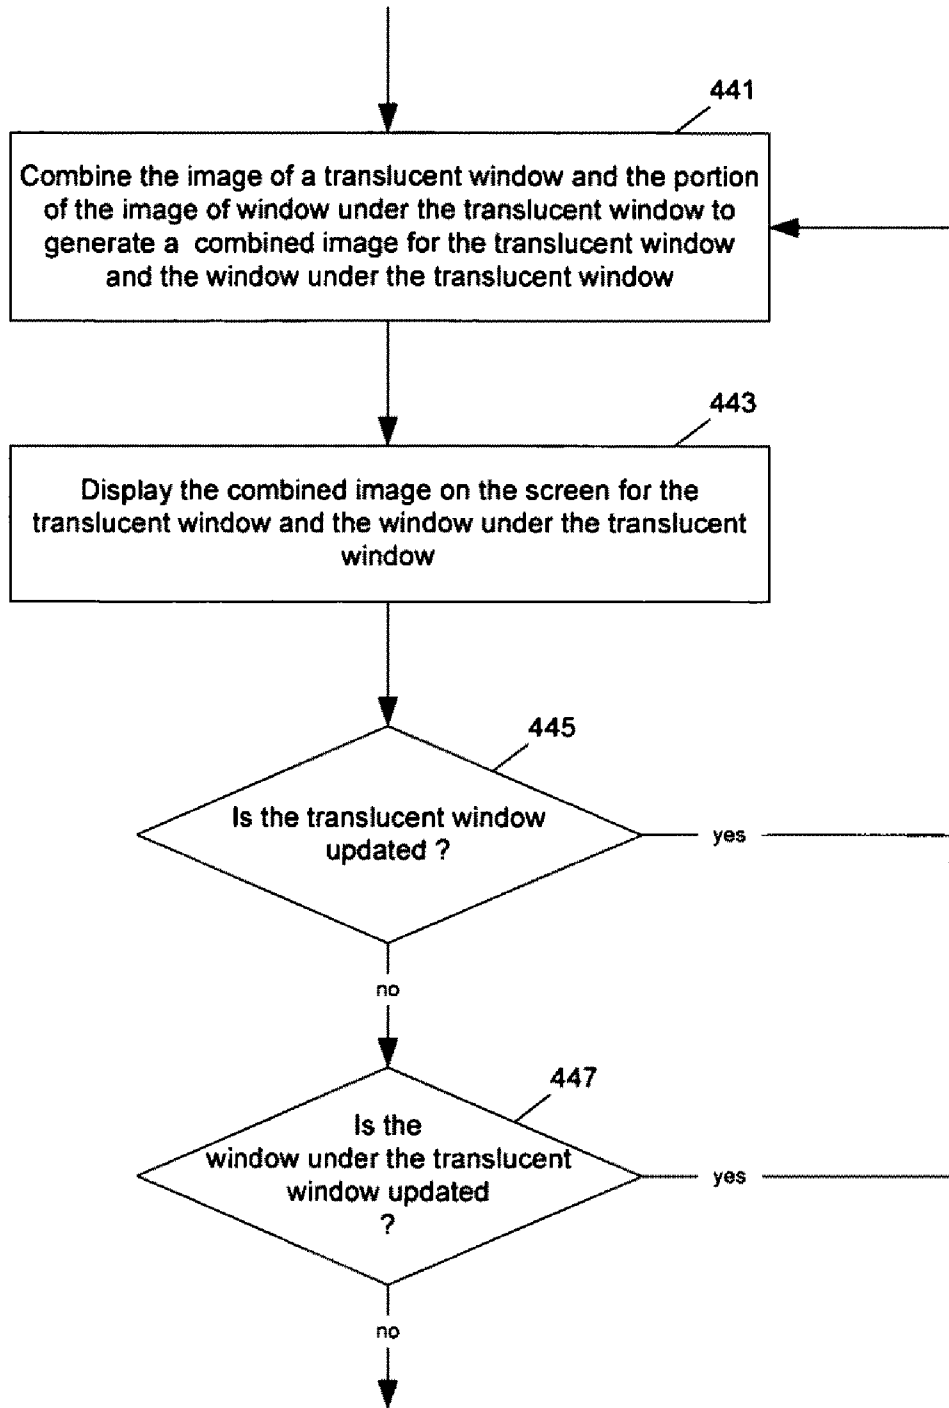 441
Combine the image of a translucent window and the portion
of the image of window under the translucent window to
generate a combined image for the translucent window
and the window under the translucent window
443
Display the combined image on the screen for the
translucent window and the window under the translucent
window
445
Is the translucent window
updated ?
yes
no
447
Is the
window under the translucent
window updated
?
yes
no